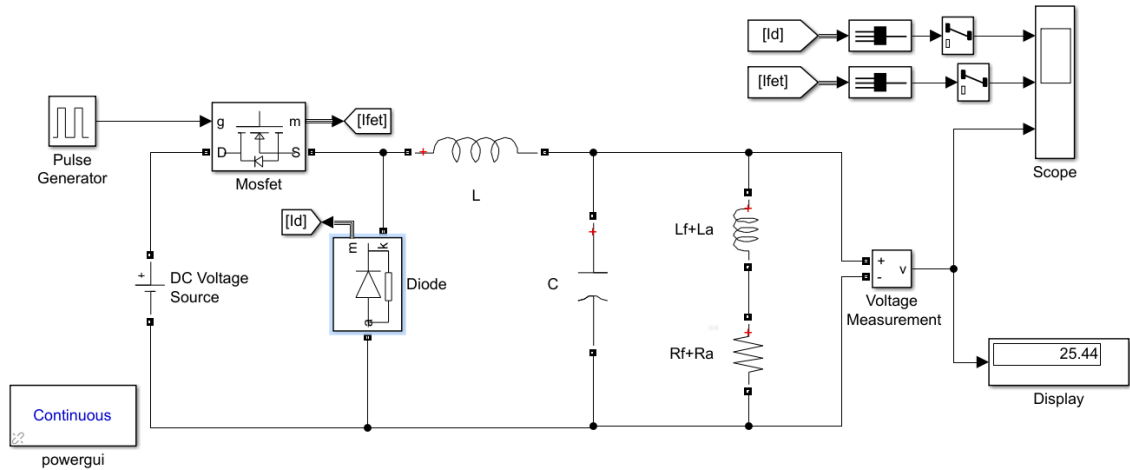 [Id]
[Ifet]
Pulse
Generator
g
m
D
S
Mosfet
[Ifet]
Scope
L
[Id]
m
k
a
Diode
DC Voltage
Source
+
C
Lf+La
Rf+Ra
+
-
v
Voltage
Measurement
25.44
Display
Continuous
powergui